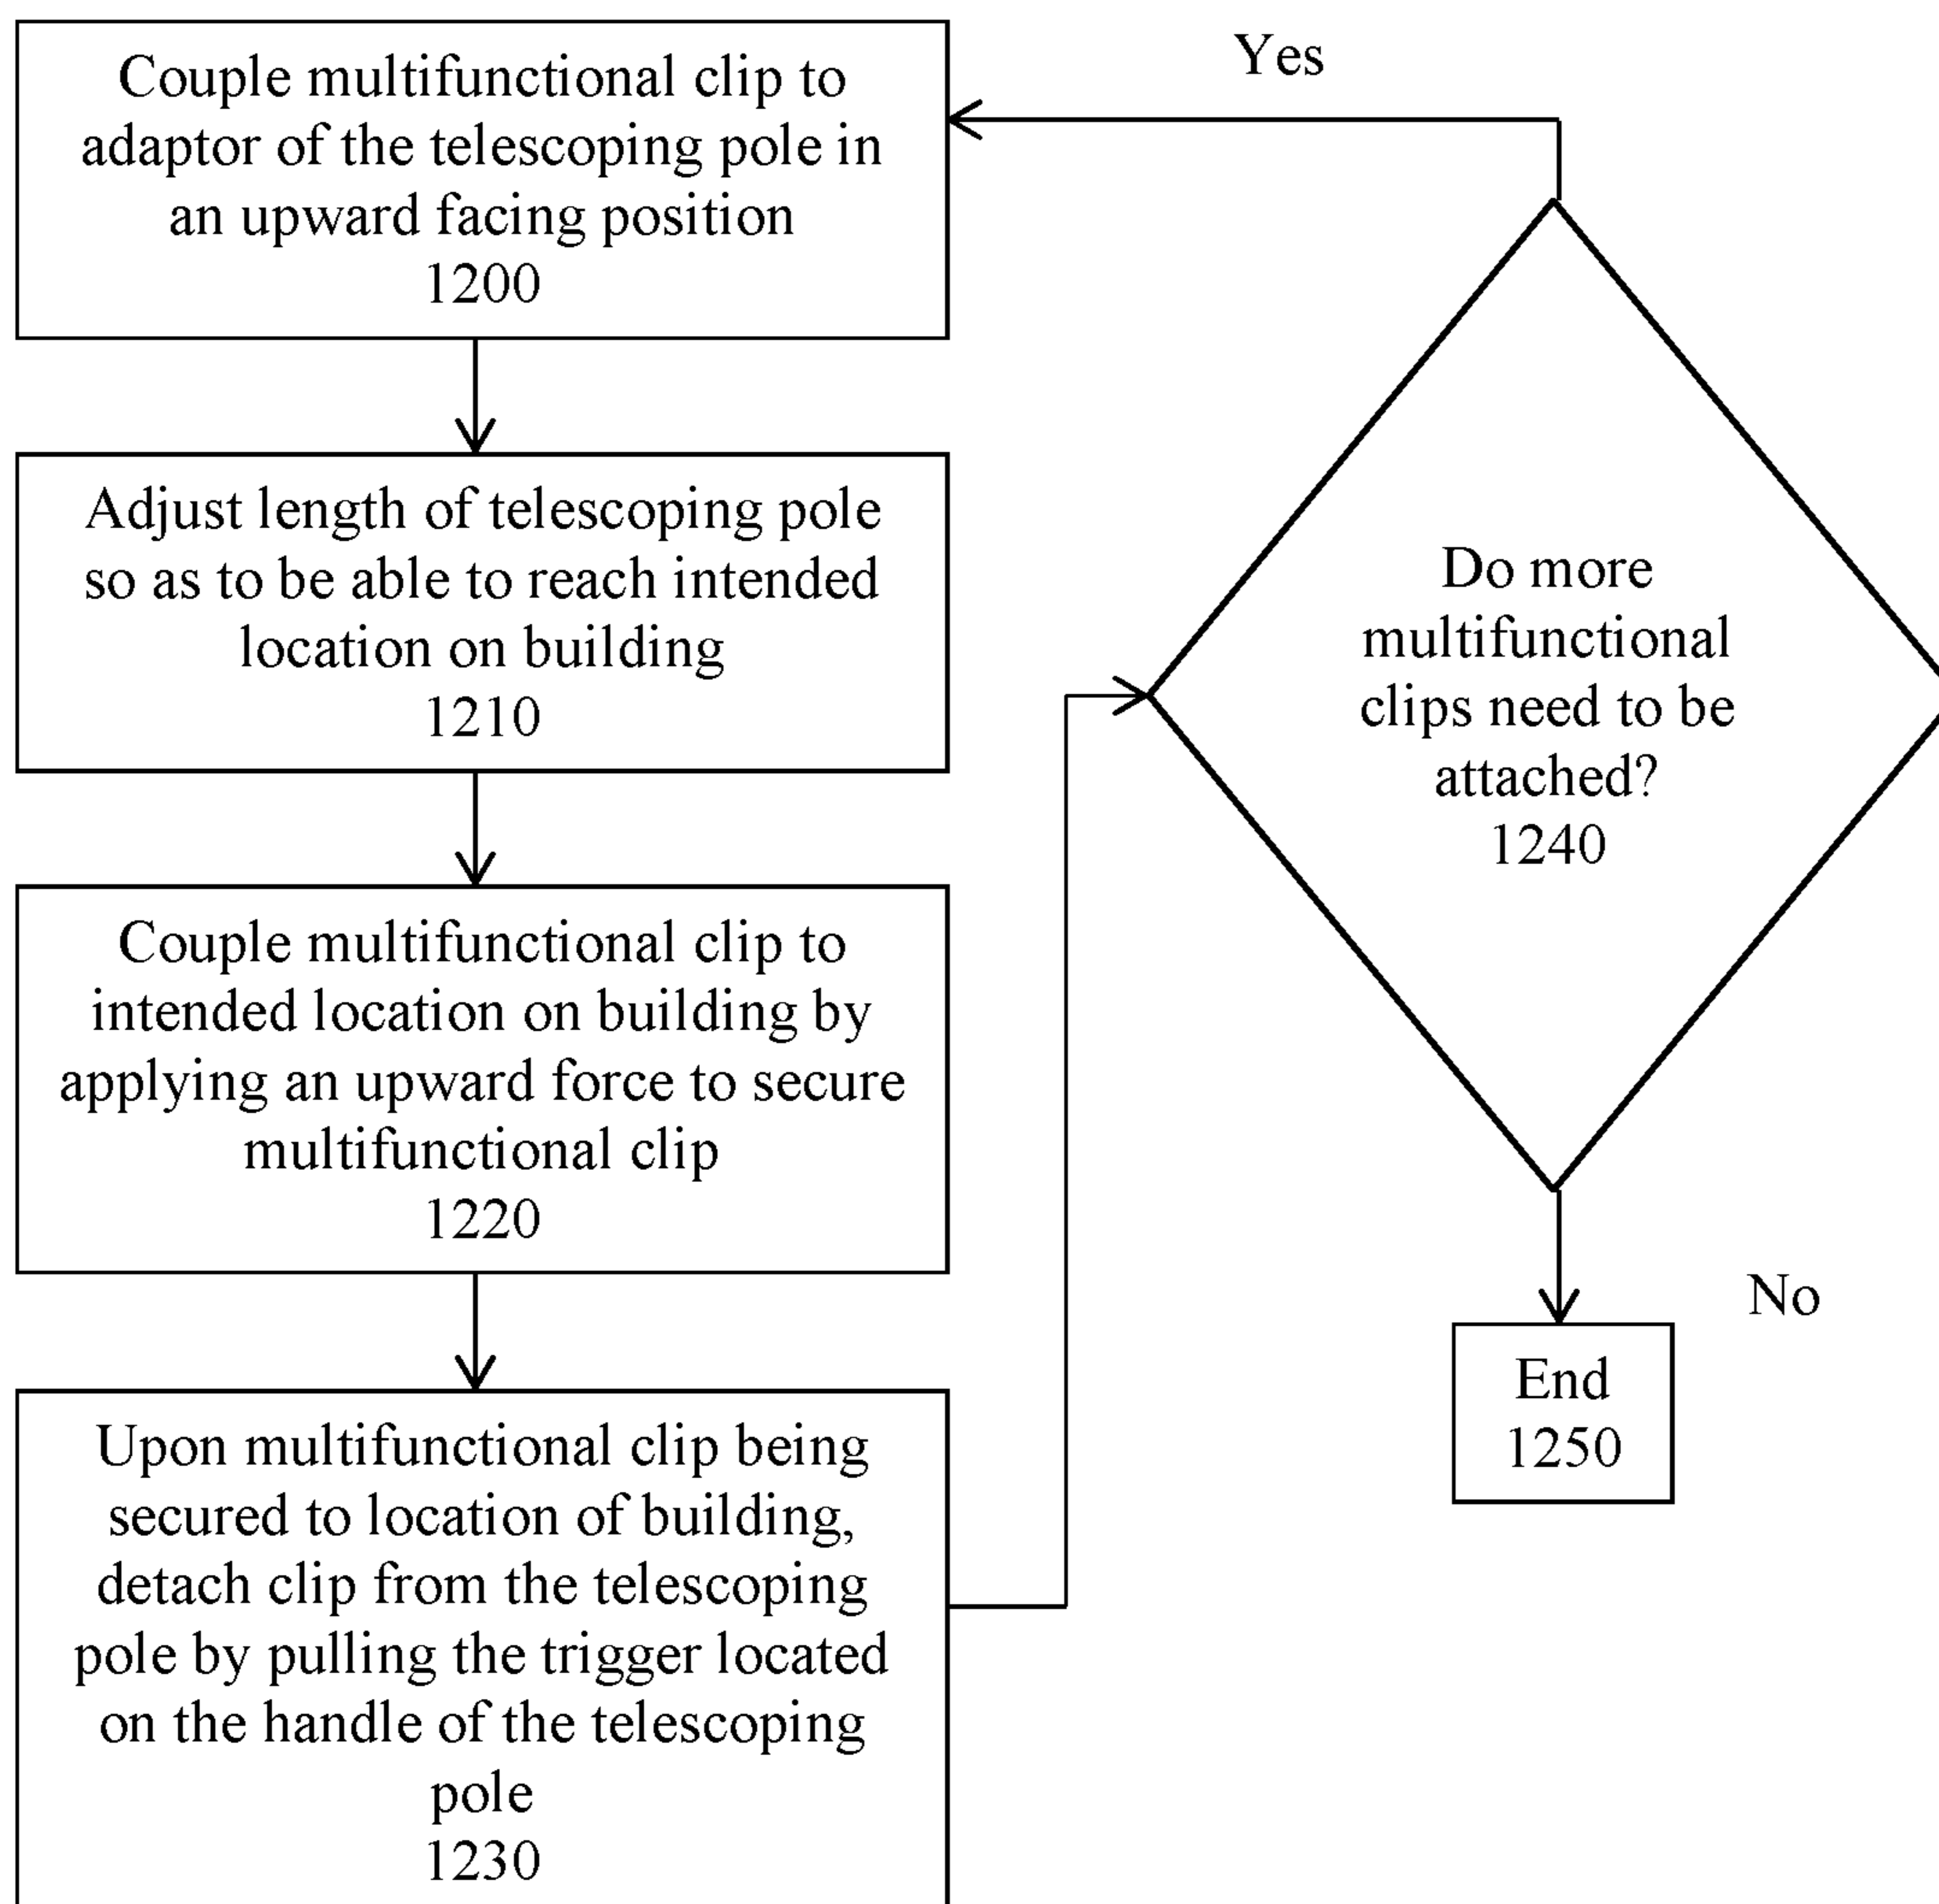 Couple multifunctional clip to
adaptor of the telescoping pole in
an upward facing position
1200
Adjust length of telescoping pole
so as to be able to reach intended
location on building
1210
Couple multifunctional clip to
intended location on building by
applying an upward force to secure
multifunctional clip
1220
Upon multifunctional clip being
secured to location of building,
detach clip from the telescoping
pole by pulling the trigger located
on the handle of the telescoping
pole
1230
Yes
Do more
multifunctional
clips need to be
attached?
1240
No
End
1250